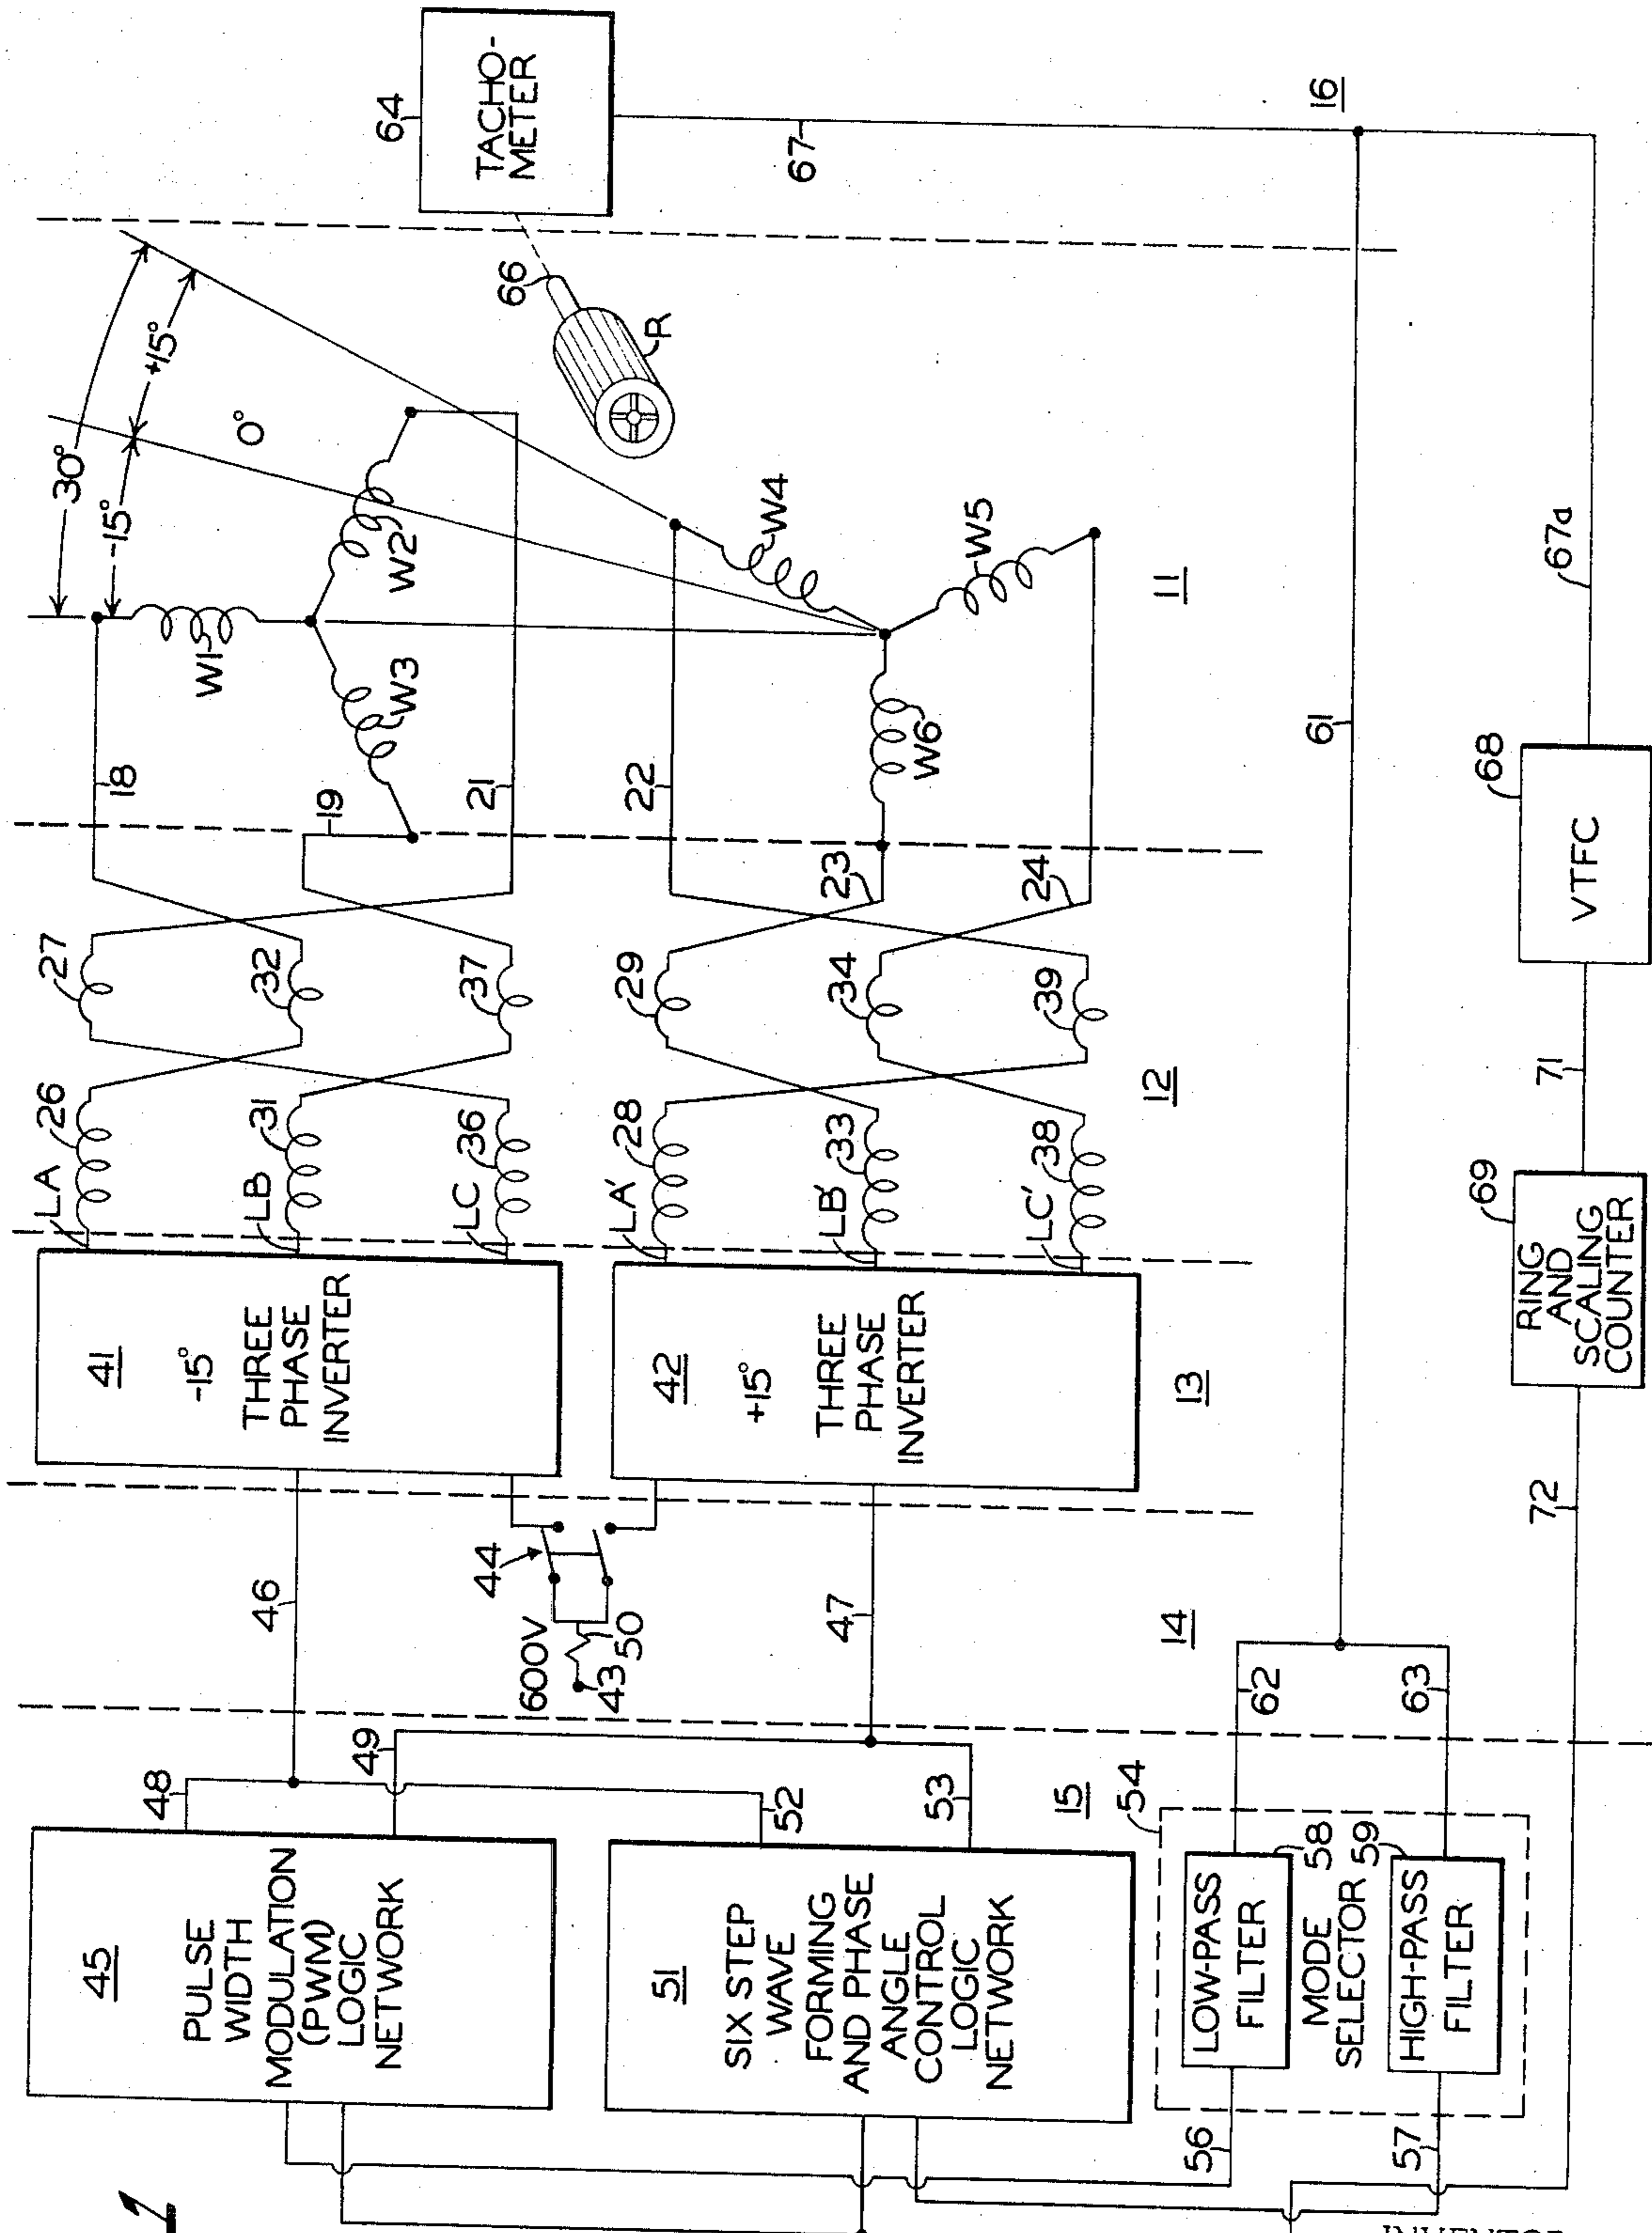 1
45
PULSE
WIDTH
MODULATION
(PWM)
LOGIC
NETWORK
48
49
46
41
-15°
THREE
PHASE
INVERTER
LA
26
27
LB
31
32
LC
36
37
18
19
21
W1
W2
W3
30°
-15°
+15°
0°
64
TACHO-
METER
66
R
67
16
44
600V
43
50
51
SIX STEP
WAVE
FORMING
AND PHASE
ANGLE
CONTROL
LOGIC
NETWORK
52
53
47
42
+15°
THREE
PHASE
INVERTER
LA'
28
29
LB'
33
34
LC'
38
39
22
23
24
W4
W5
W6
15
14
13
12
11
54
56
57
LOW-PASS
FILTER
58
MODE
SELECTOR
59
HIGH-PASS
FILTER
62
63
61
72
69
RING
AND
SCALING
COUNTER
71
68
VTFC
67a